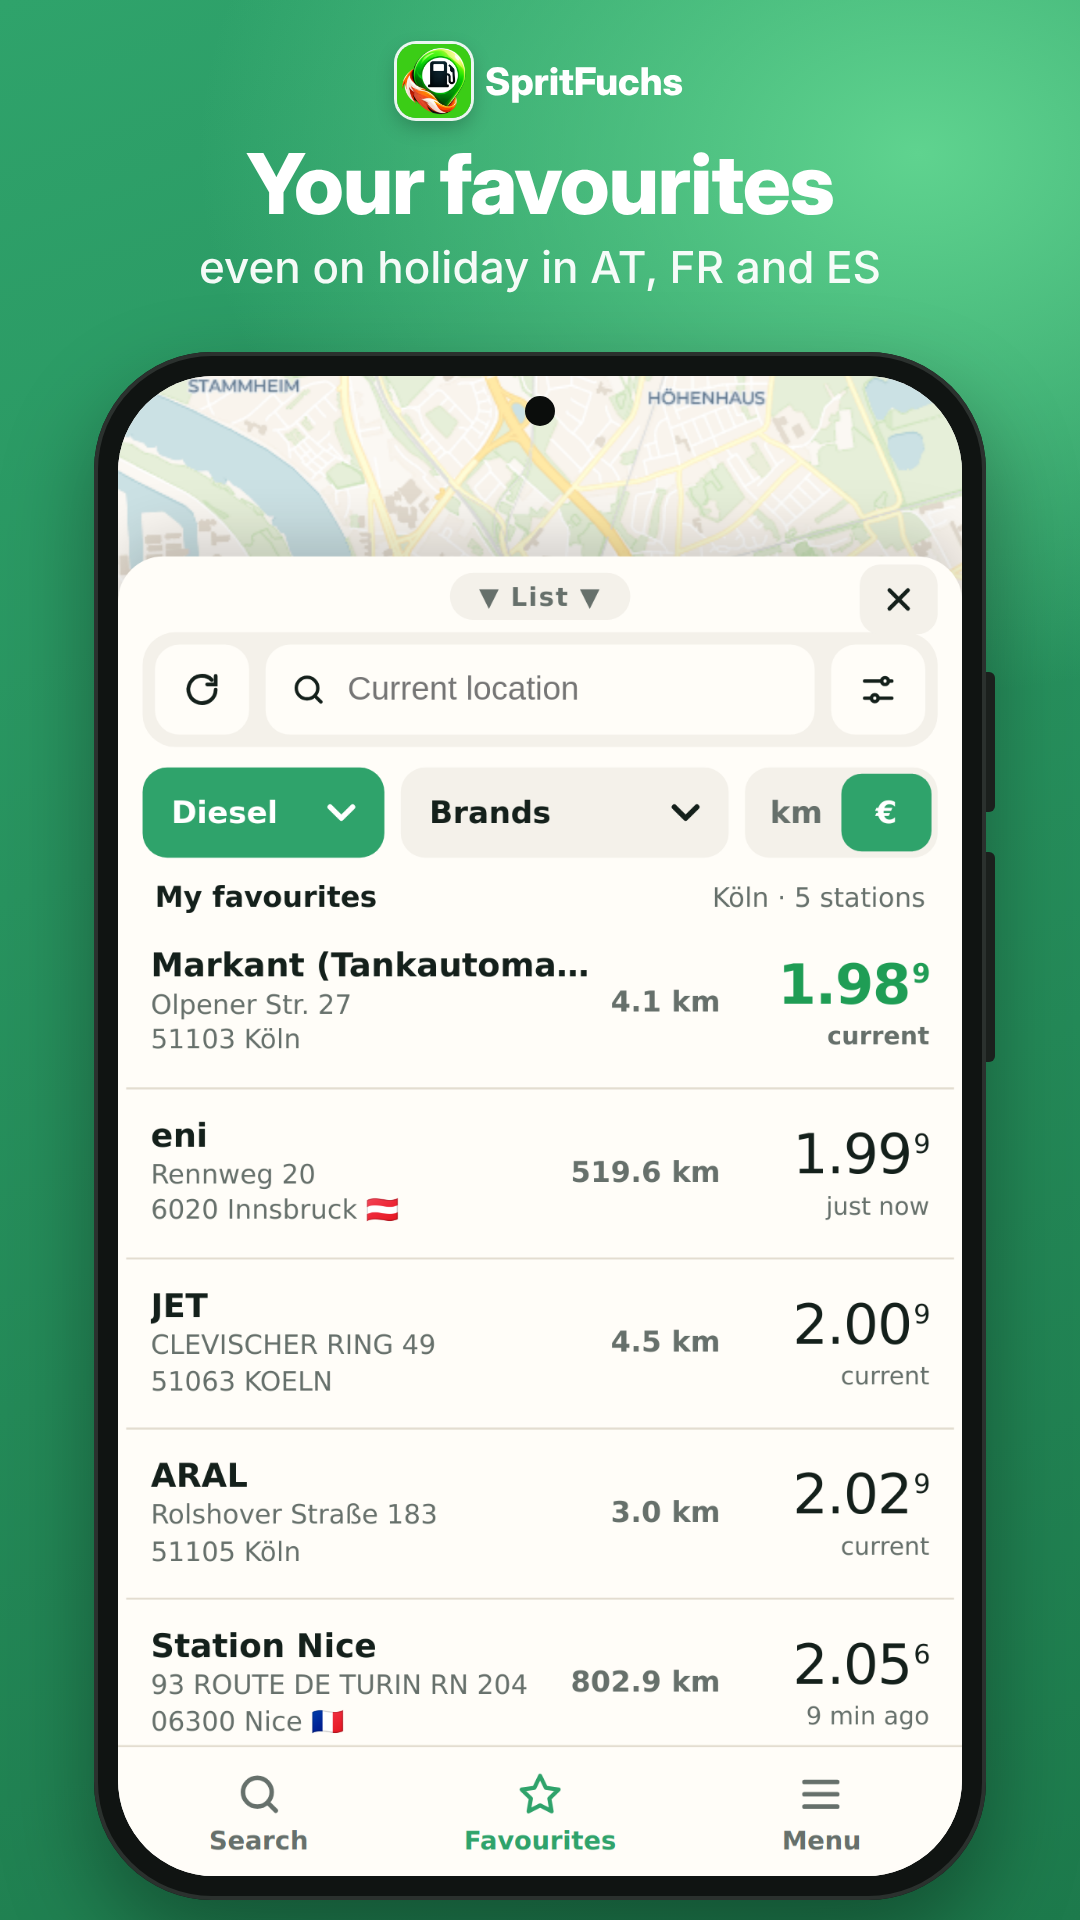 SpritFuchs
Your favourites
even on holiday in AT, FR and ES
STAMMHEIM
HÖHENHAUS
▼ List ▼
Current location
Diesel
Brands
km
€
My favourites
Köln · 5 stations
Markant (Tankautoma...
Olpener Str. 27
51103 Köln
4.1 km
1.98⁹
current
eni
Rennweg 20
6020 Innsbruck
519.6 km
1.99⁹
just now
JET
CLEVISCHER RING 49
51063 KOELN
4.5 km
2.00⁹
current
ARAL
Rolshover Straße 183
51105 Köln
3.0 km
2.02⁹
current
Station Nice
93 ROUTE DE TURIN RN 204
06300 Nice
802.9 km
2.05⁶
9 min ago
Search
Favourites
Menu